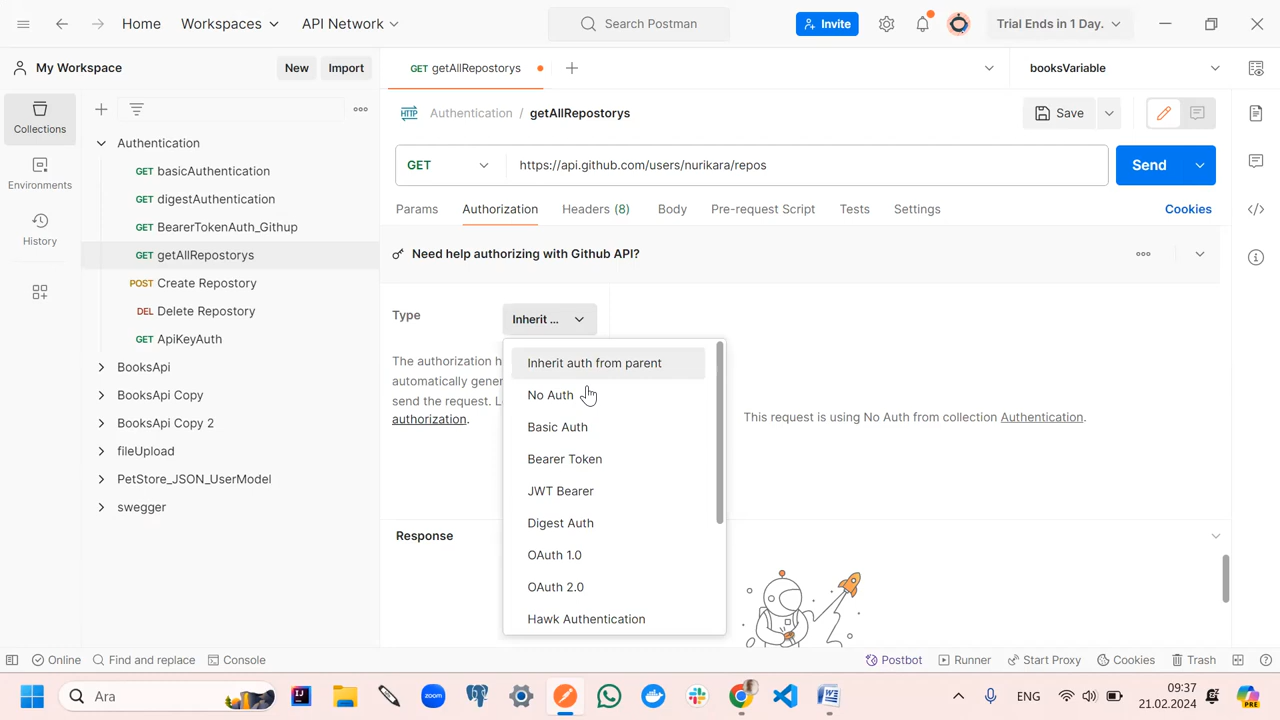 Home
Workspaces
API Network
Search Postman
Invite
Trial Ends in 1 Day.
My Workspace
New
Import
GET getAllRepostorys
booksVariable
Collections
Environments
History
Authentication
GET basicAuthentication
GET digestAuthentication
GET BearerTokenAuth_Githup
GET getAllRepostorys
POST Create Repostory
DEL Delete Repostory
GET ApiKeyAuth
BooksApi
BooksApi Copy
BooksApi Copy 2
fileUpload
PetStore_JSON_UserModel
swegger
HTTP
Authentication / getAllRepostorys
Save
GET
https://api.github.com/users/nurikara/repos
Send
Params
Authorization
Headers (8)
Body
Pre-request Script
Tests
Settings
Cookies
Need help authorizing with Github API?
Type
Inherit ...
The authorization h
automatically gener
send the request. L
authorization.
Inherit auth from parent
No Auth
Basic Auth
Bearer Token
JWT Bearer
Digest Auth
OAuth 1.0
OAuth 2.0
Hawk Authentication
This request is using No Auth from collection Authentication.
Response
Online
Find and replace
Console
Postbot
Runner
Start Proxy
Cookies
Trash
Ara
zoom
ENG
09:37
21.02.2024
PRE